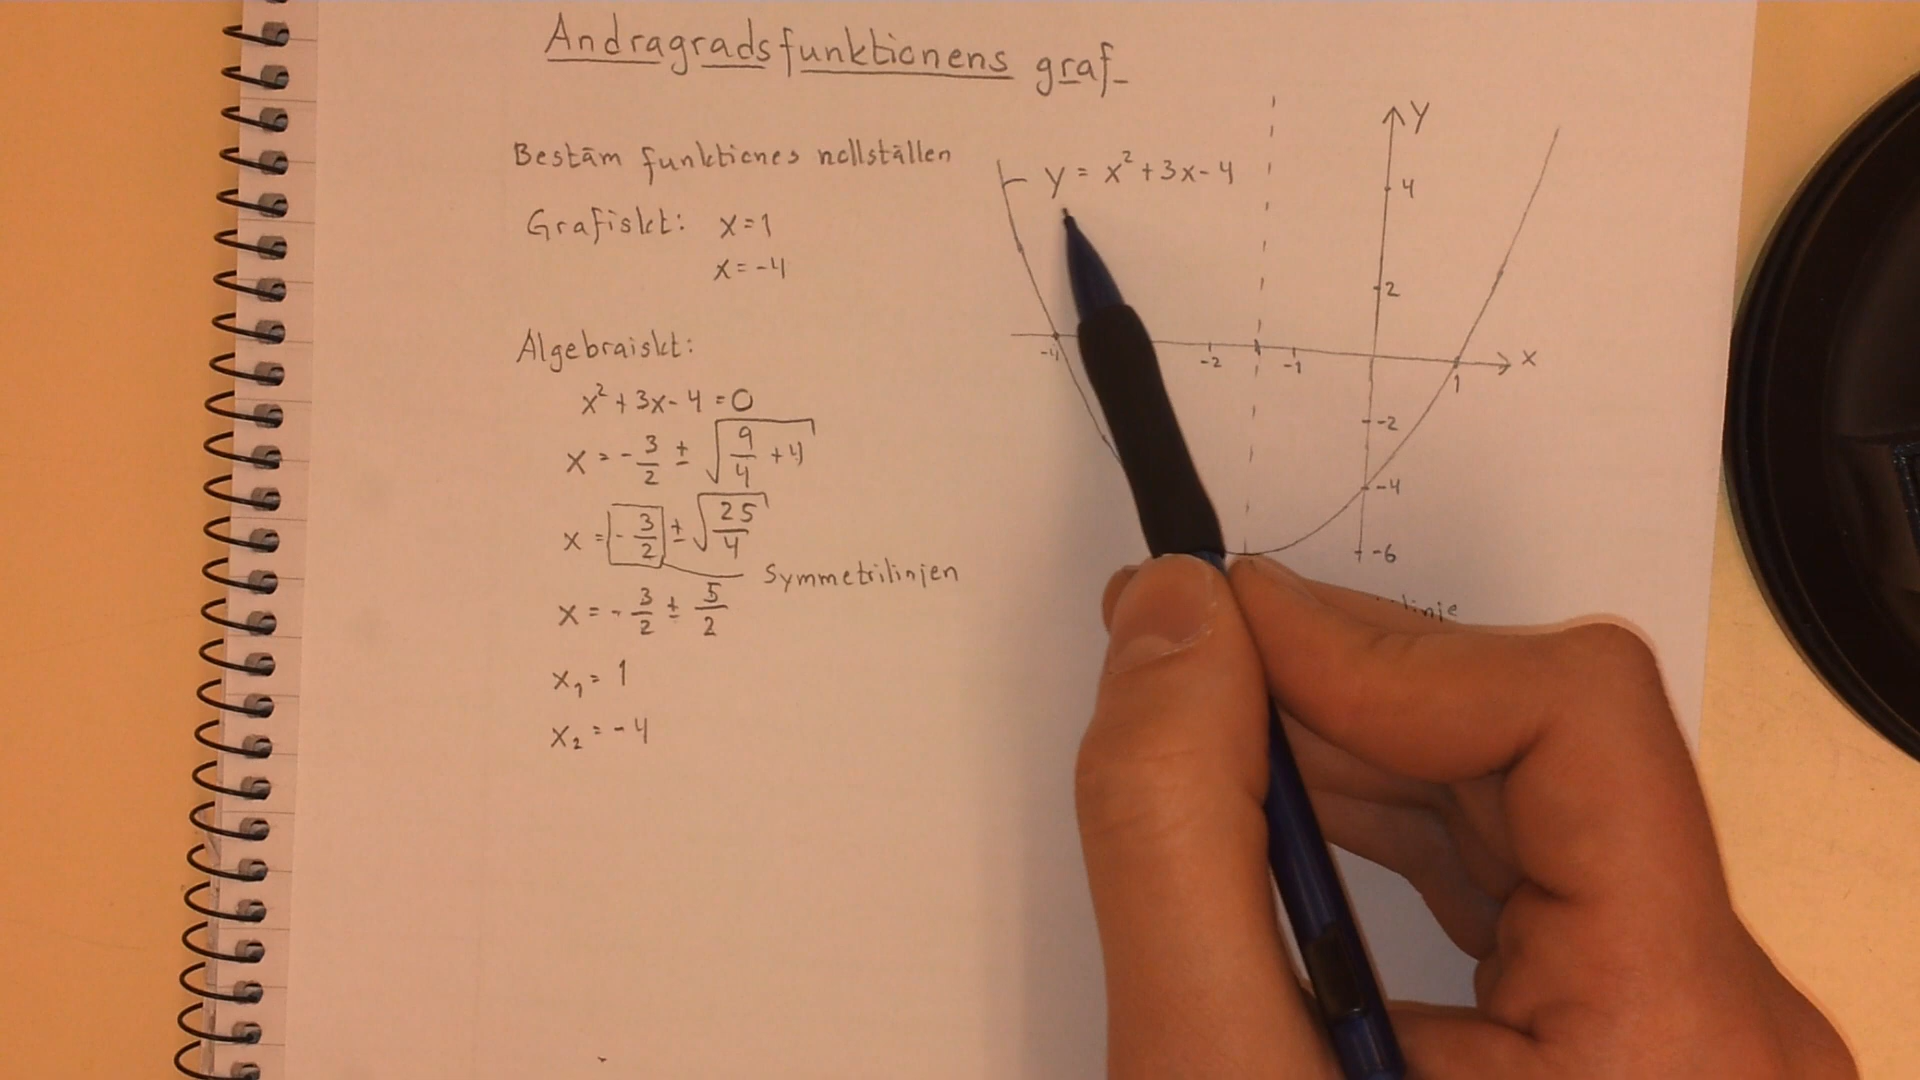 Andragradsfunktionens graf
Bestäm funktiones nollställen
Grafiskt: x=1
x=-4
Algebraiskt:
x²+3x-4=0
x = -3/2 ± √(9/4 + 4)
x = -3/2 ± √(25/4)
Symmetrilinjen
x = -3/2 ± 5/2
x₁ = 1
x₂ = -4
y = x²+3x-4
y
4
2
-4 -2 -1 1 x
-2
-4
-6